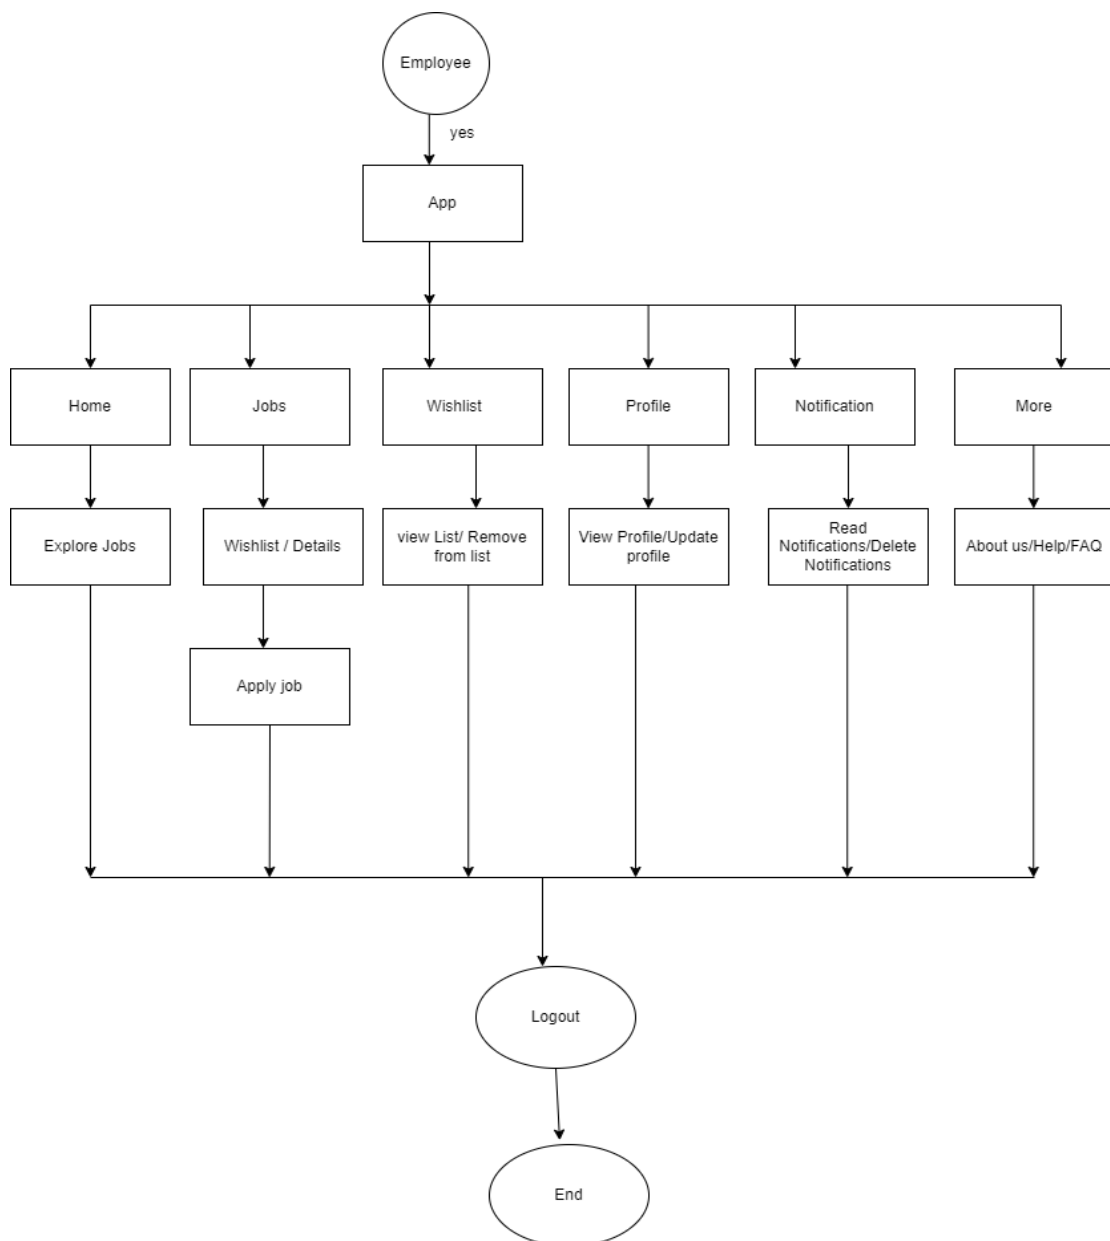 Employee
yes
App
Home
Jobs
Wishlist
Profile
Notification
More
Explore Jobs
Wishlist / Details
view List/ Remove
from list
View Profile/Update
profile
Read
Notifications/Delete
Notifications
About us/Help/FAQ
Apply job
Logout
End